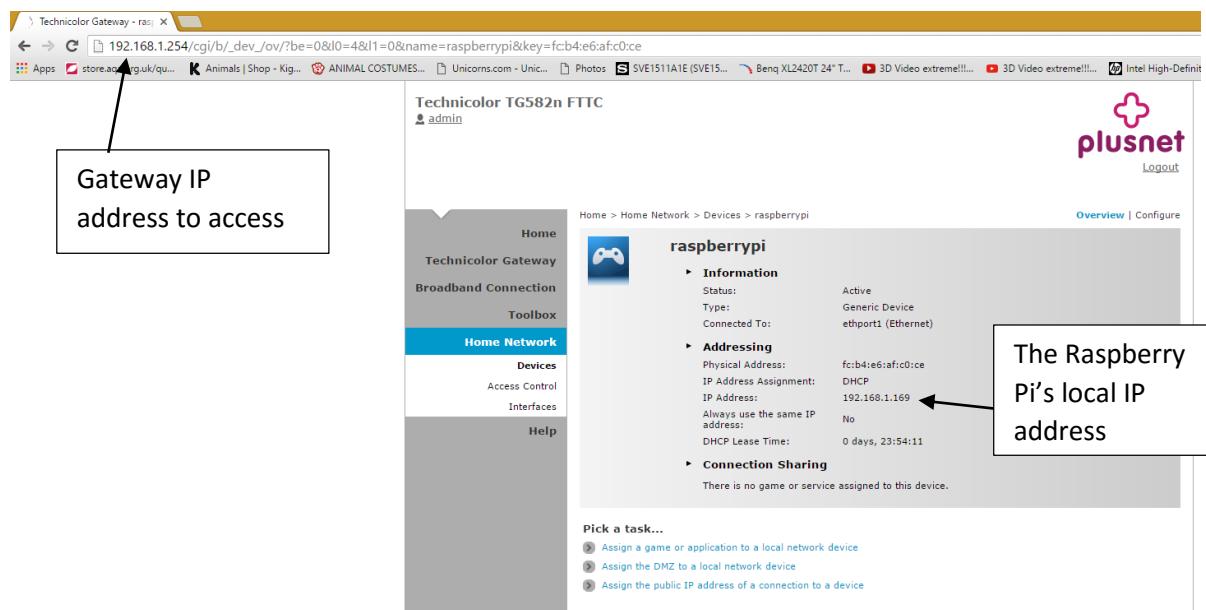 Technicolor Gateway - rasp
192.168.1.254/cgi/b/_dev_/ov/?be=0&l0=4&l1=0&name=raspberrypi&key=fc:b4:e6:af:c0:ce
Apps store.aq rg.uk/qu... Animals | Shop - Kig... ANIMAL COSTUMES... Unicorns.com - Unic... Photos SVE1511A1E (SVE15... Benq XL2420T 24" T... 3D Video extreme!!!... 3D Video extreme!!!... Intel High-Definit
Technicolor TG582n FTTC
admin
plusnet
Logout
Gateway IP
address to access
Home > Home Network > Devices > raspberrypi
Overview | Configure
Home
Technicolor Gateway
Broadband Connection
Toolbox
Home Network
Devices
Access Control
Interfaces
Help
raspberrypi
Information
Status: Active
Type: Generic Device
Connected To: ethport1 (Ethernet)
Addressing
Physical Address: fc:b4:e6:af:c0:ce
IP Address Assignment: DHCP
IP Address: 192.168.1.169
Always use the same IP
address: No
DHCP Lease Time: 0 days, 23:54:11
Connection Sharing
There is no game or service assigned to this device.
The Raspberry
Pi's local IP
address
Pick a task...
Assign a game or application to a local network device
Assign the DMZ to a local network device
Assign the public IP address of a connection to a device